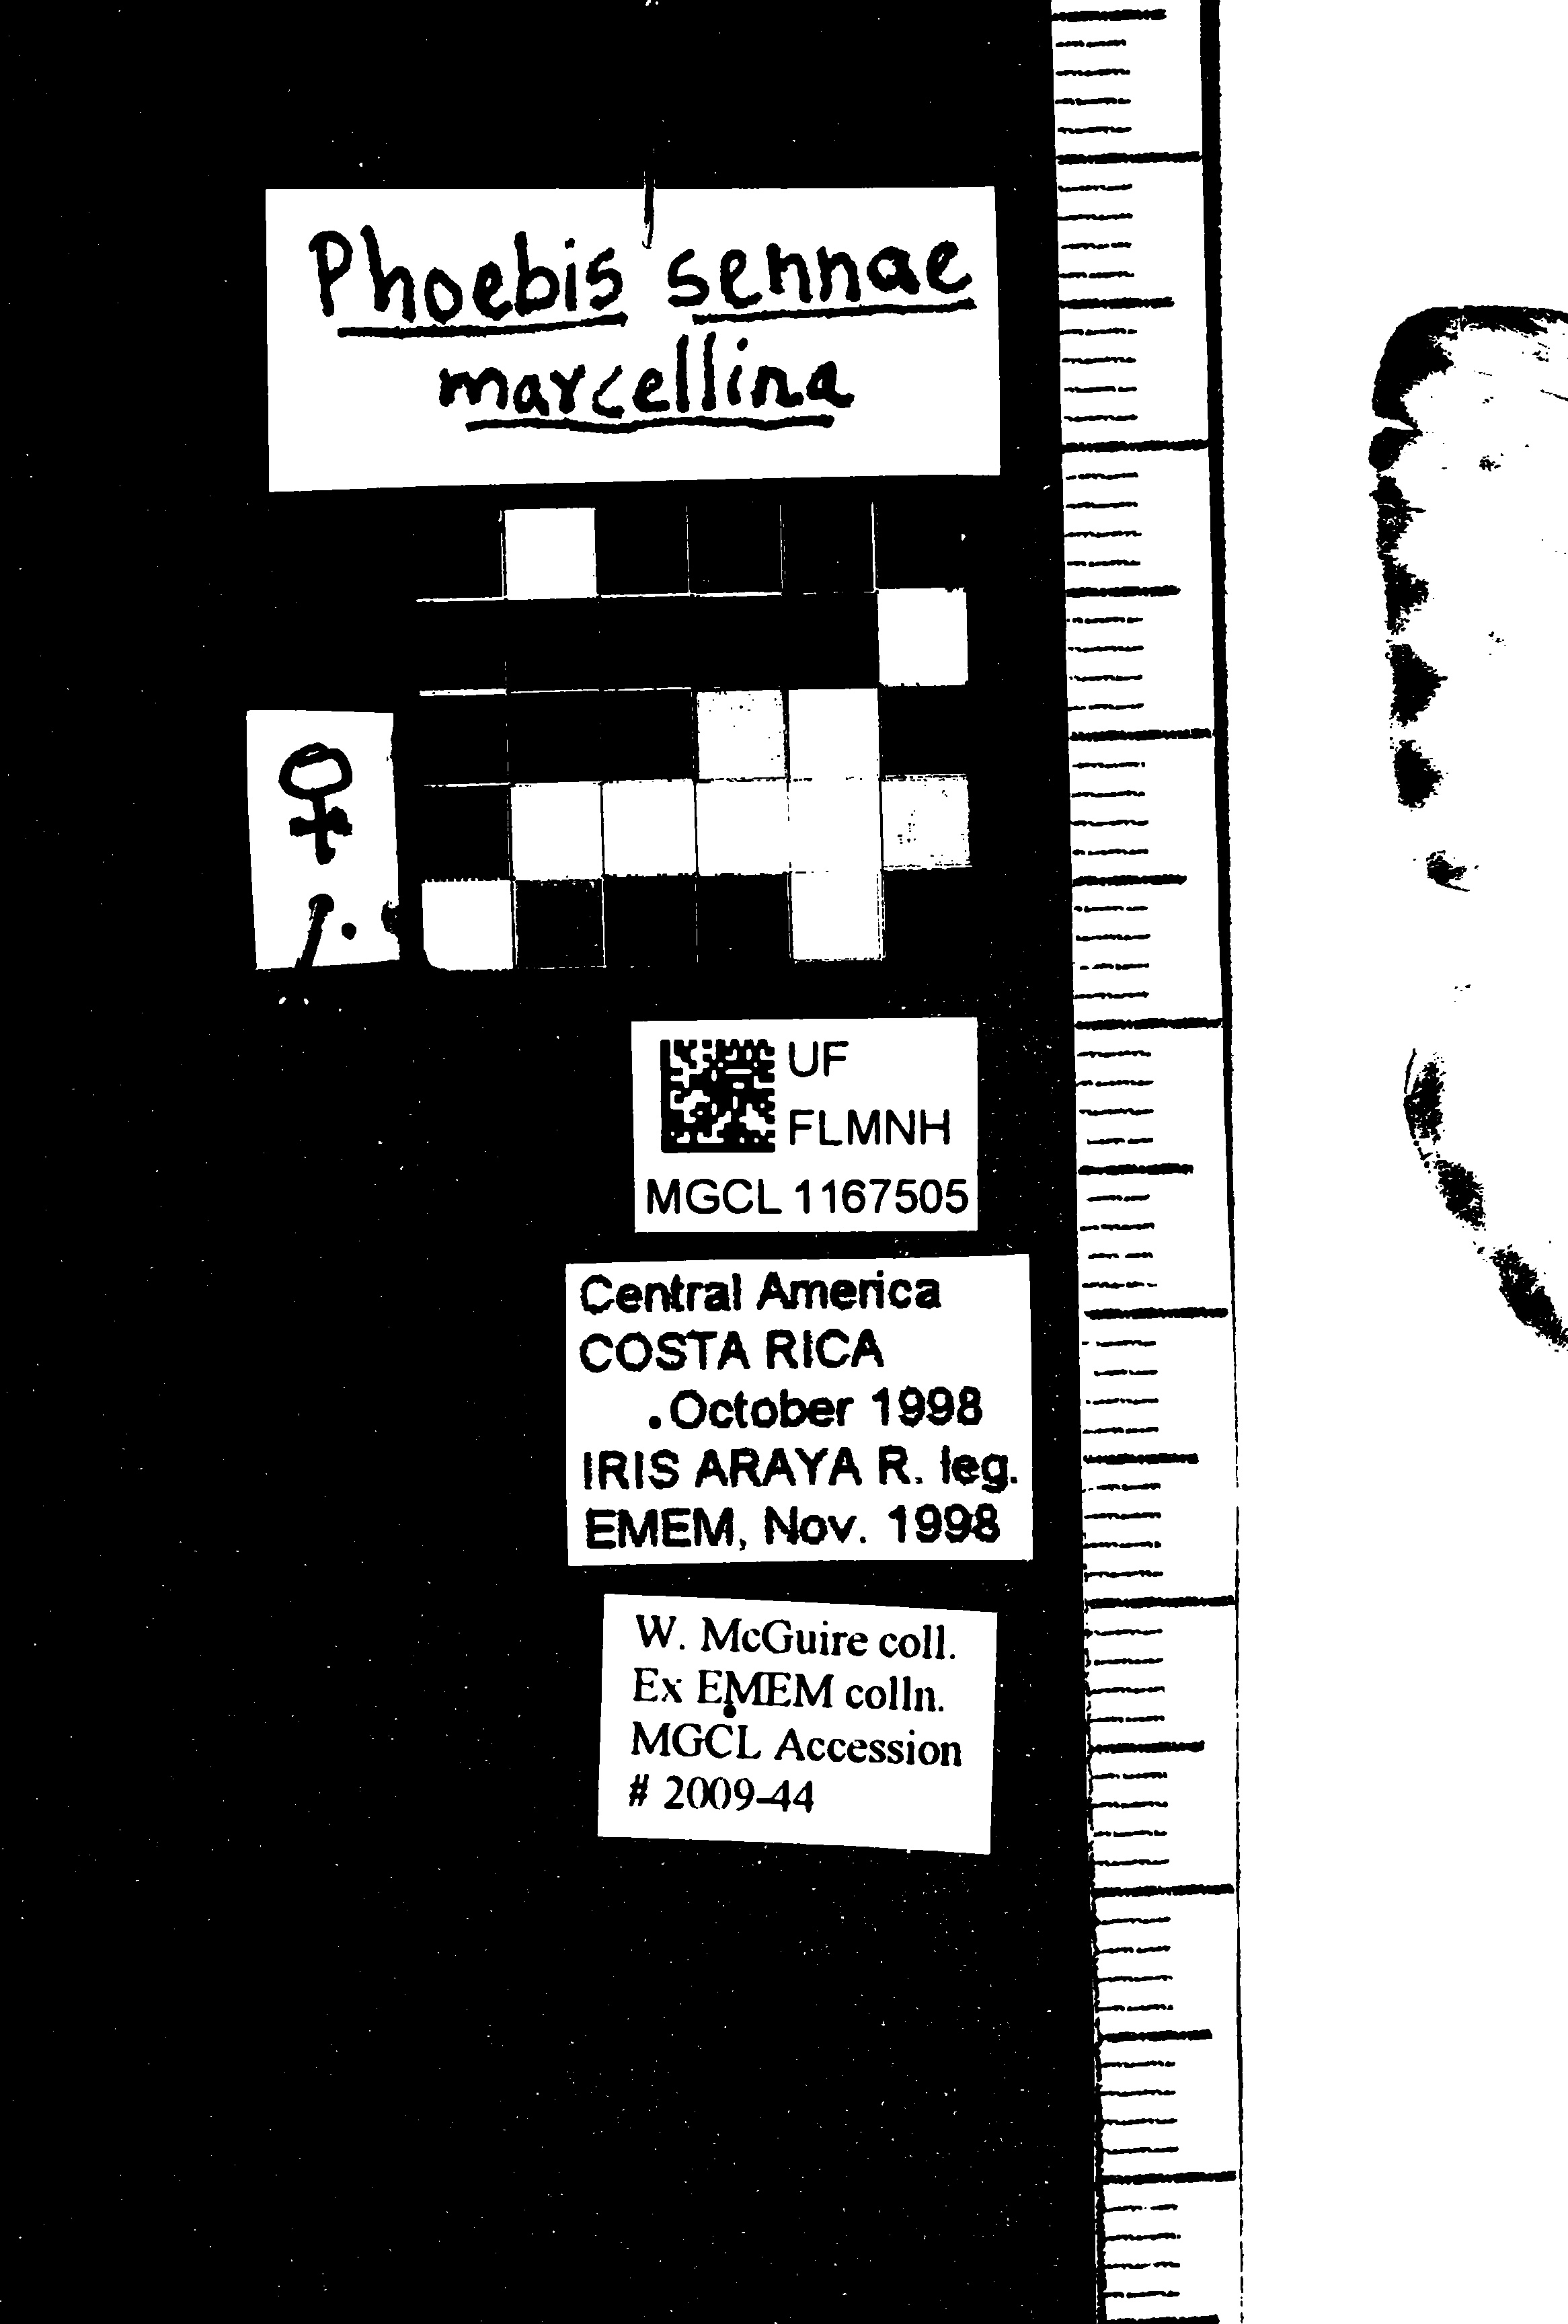 Phoebis sennae
marcellina
♀
UF
FLMNH
MGCL 1167505
Central America
COSTA RICA
. October 1998
IRIS ARAYA R. leg.
EMEM, Nov. 1998
W. McGuire coll.
Ex EMEM colln.
MGCL Accession
# 2009-44